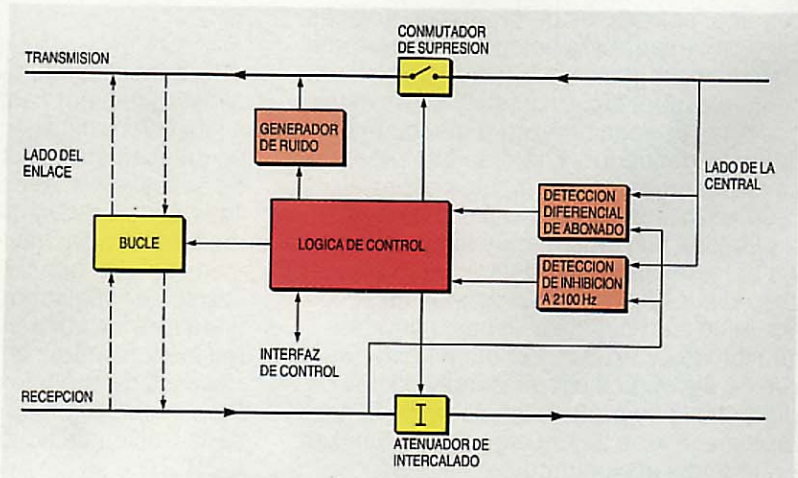 CONMUTADOR
DE SUPRESION
TRANSMISION
GENERADOR
DE RUIDO
LADO DEL
ENLACE
LADO DE LA
CENTRAL
DETECCION
DIFERENCIAL
DE ABONADO
BUCLE
LOGICA DE CONTROL
DETECCION
DE INHIBICION
A 2100 Hz
INTERFAZ
DE CONTROL
RECEPCION
I
ATENUADOR DE
INTERCALADO